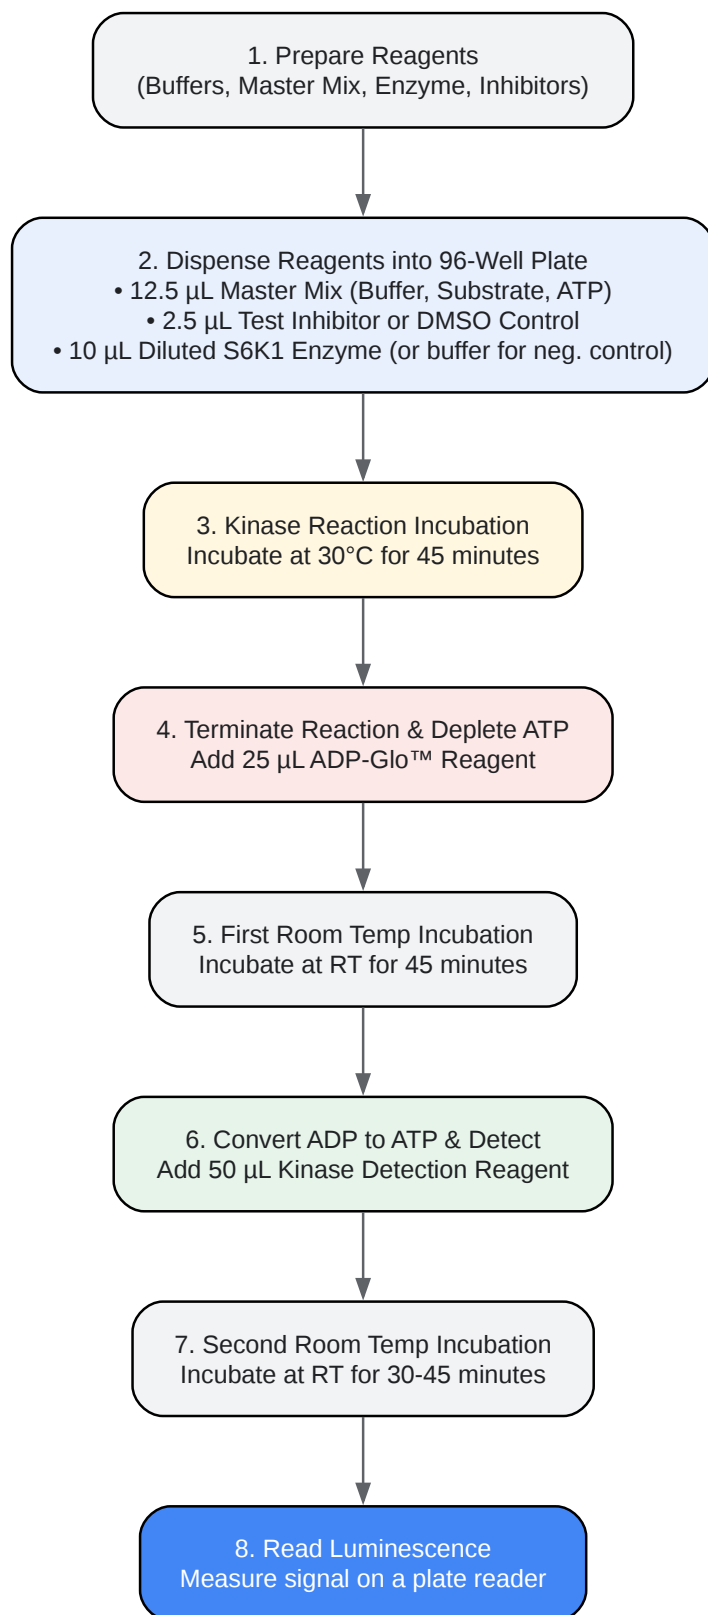 1. Prepare Reagents
(Buffers, Master Mix, Enzyme, Inhibitors)
2. Dispense Reagents into 96-Well Plate
• 12.5 µL Master Mix (Buffer, Substrate, ATP)
• 2.5 µL Test Inhibitor or DMSO Control
• 10 µL Diluted S6K1 Enzyme (or buffer for neg. control)
3. Kinase Reaction Incubation
Incubate at 30°C for 45 minutes
4. Terminate Reaction & Deplete ATP
Add 25 µL ADP-Glo™ Reagent
5. First Room Temp Incubation
Incubate at RT for 45 minutes
6. Convert ADP to ATP & Detect
Add 50 µL Kinase Detection Reagent
7. Second Room Temp Incubation
Incubate at RT for 30-45 minutes
8. Read Luminescence
Measure signal on a plate reader